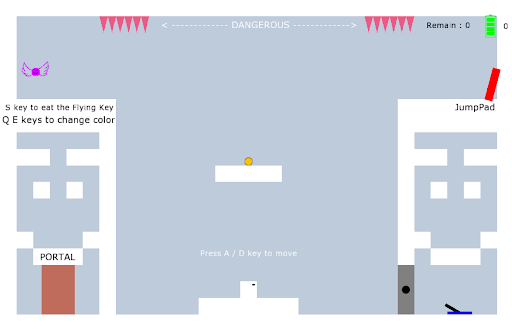 < ------------- DANGEROUS ------------->
Remain : 0
0
S key to eat the Flying Key
JumpPad
Q E keys to change color
PORTAL
Press A / D key to move